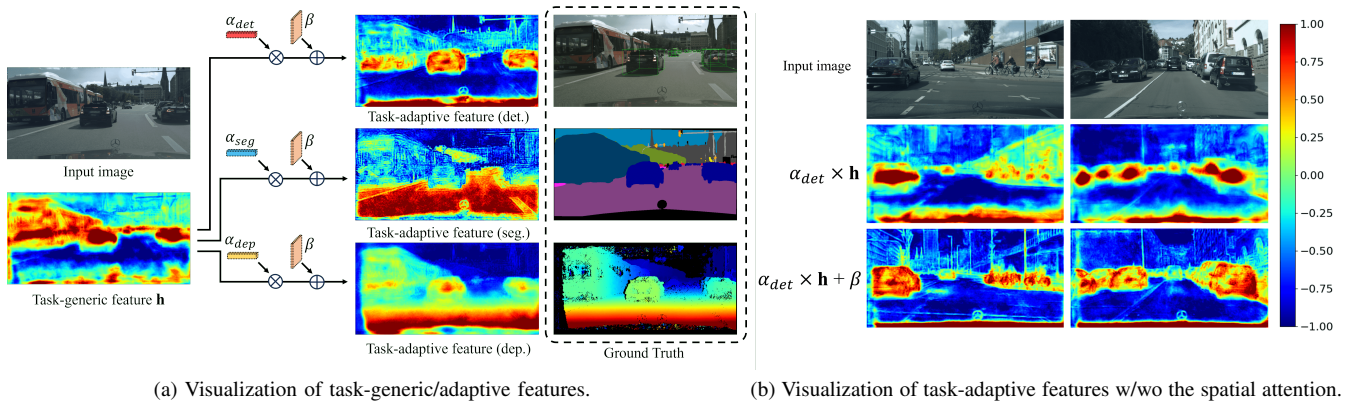 α_det
β
Task-adaptive feature (det.)
Input image
α_seg
β
Task-adaptive feature (seg.)
Task-generic feature h
α_dep
β
Task-adaptive feature (dep.)
Ground Truth
(a) Visualization of task-generic/adaptive features.
Input image
α_det × h
α_det × h + β
1.00
0.75
0.50
0.25
0.00
−0.25
−0.50
−0.75
−1.00
(b) Visualization of task-adaptive features w/wo the spatial attention.